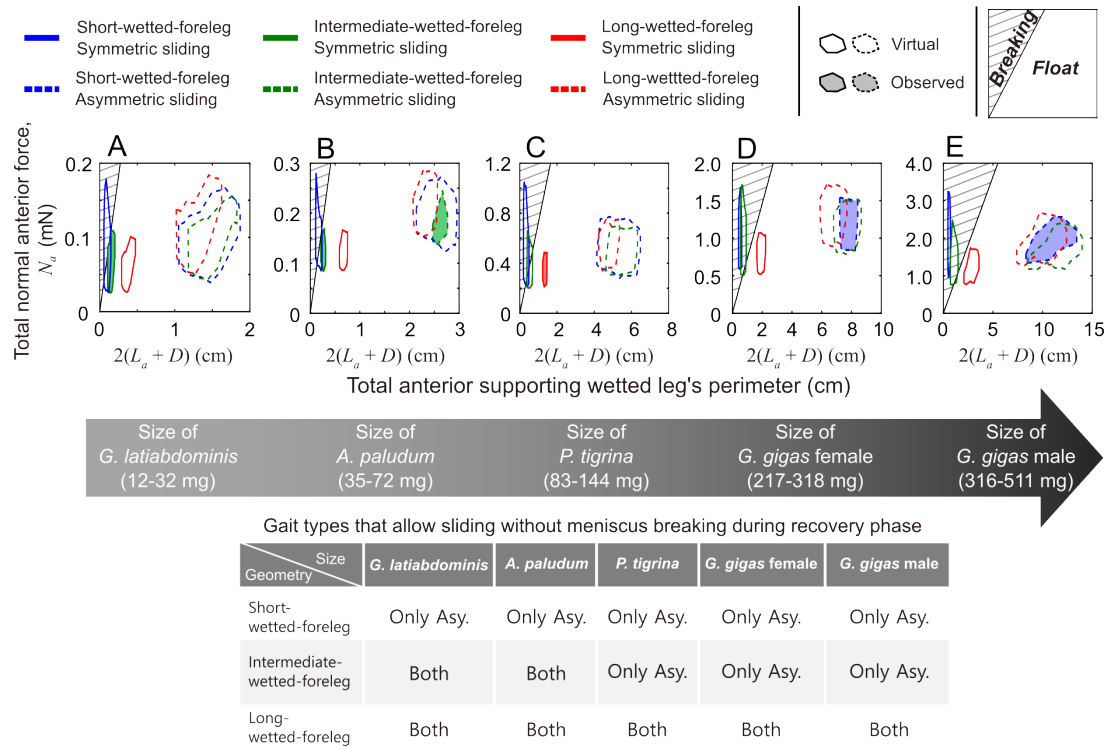 Short-wetted-foreleg
Symmetric sliding
Intermediate-wetted-foreleg
Symmetric sliding
Long-wetted-foreleg
Symmetric sliding
Short-wetted-foreleg
Asymmetric sliding
Intermediate-wetted-foreleg
Asymmetric sliding
Long-wettted-foreleg
Asymmetric sliding
Virtual
Observed
Breaking
Float
Total normal anterior force,
Nₐ (mN)
A
0.2
0.1
0
0 1 2
2(Lₐ + D) (cm)
B
0.3
0.2
0.1
0
0 1 2 3
2(Lₐ + D) (cm)
C
1.2
0.8
0.4
0
0 2 4 6 8
2(Lₐ + D) (cm)
D
2.0
1.5
1.0
0.5
0
0 2 4 6 8 10
2(Lₐ + D) (cm)
E
4.0
3.0
2.0
1.0
0
0 5 10 15
2(Lₐ + D) (cm)
Total anterior supporting wetted leg's perimeter (cm)
Size of
G. latiabdominis
(12-32 mg)
Size of
A. paludum
(35-72 mg)
Size of
P. tigrina
(83-144 mg)
Size of
G. gigas female
(217-318 mg)
Size of
G. gigas male
(316-511 mg)
Gait types that allow sliding without meniscus breaking during recovery phase
Size
Geometry
G. latiabdominis A. paludum P. tigrina G. gigas female G. gigas male
Short-
wetted-foreleg
Only Asy. Only Asy. Only Asy. Only Asy. Only Asy.
Intermediate-
wetted-foreleg
Both Both Only Asy. Only Asy. Only Asy.
Long-
wetted-foreleg
Both Both Both Both Both